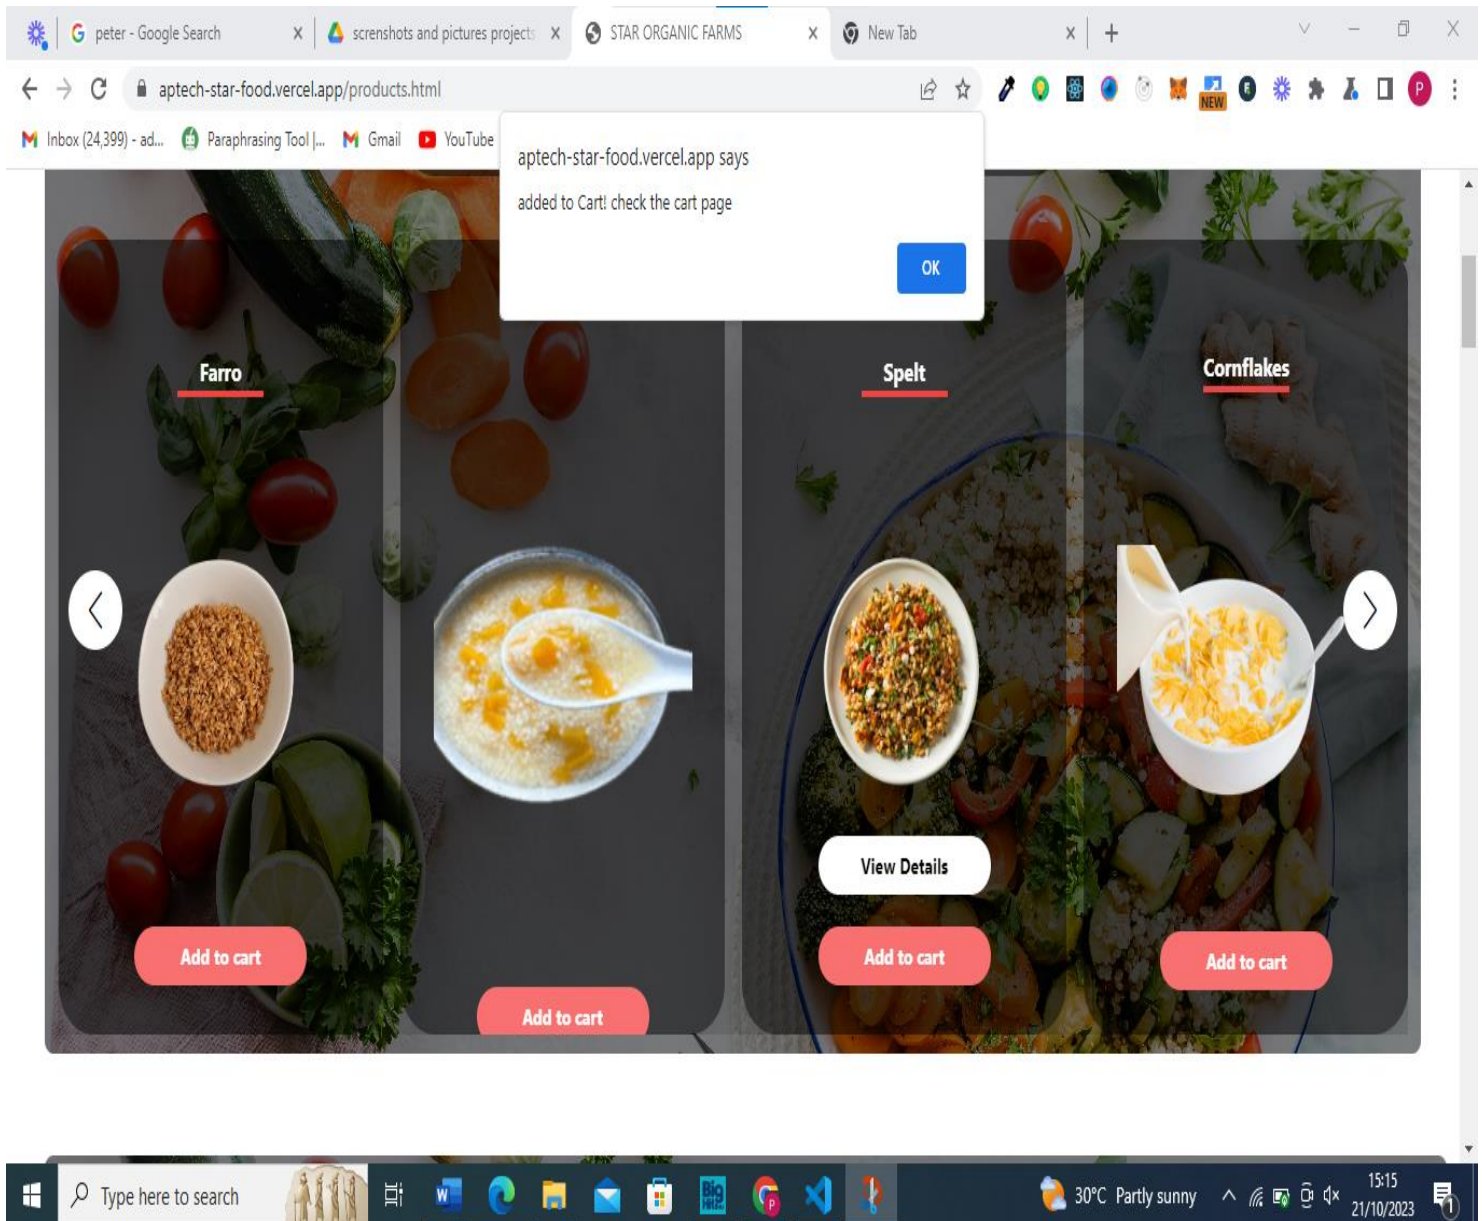 peter - Google Search
screnshots and pictures projects
STAR ORGANIC FARMS
New Tab
aptech-star-food.vercel.app/products.html
NEW
P
Inbox (24,399) - ad...
Paraphrasing Tool |...
Gmail
YouTube
aptech-star-food.vercel.app says
added to Cart! check the cart page
OK
Farro
Spelt
Cornflakes
View Details
Add to cart
Add to cart
Add to cart
Add to cart
Type here to search
30°C Partly sunny
15:15
21/10/2023
1